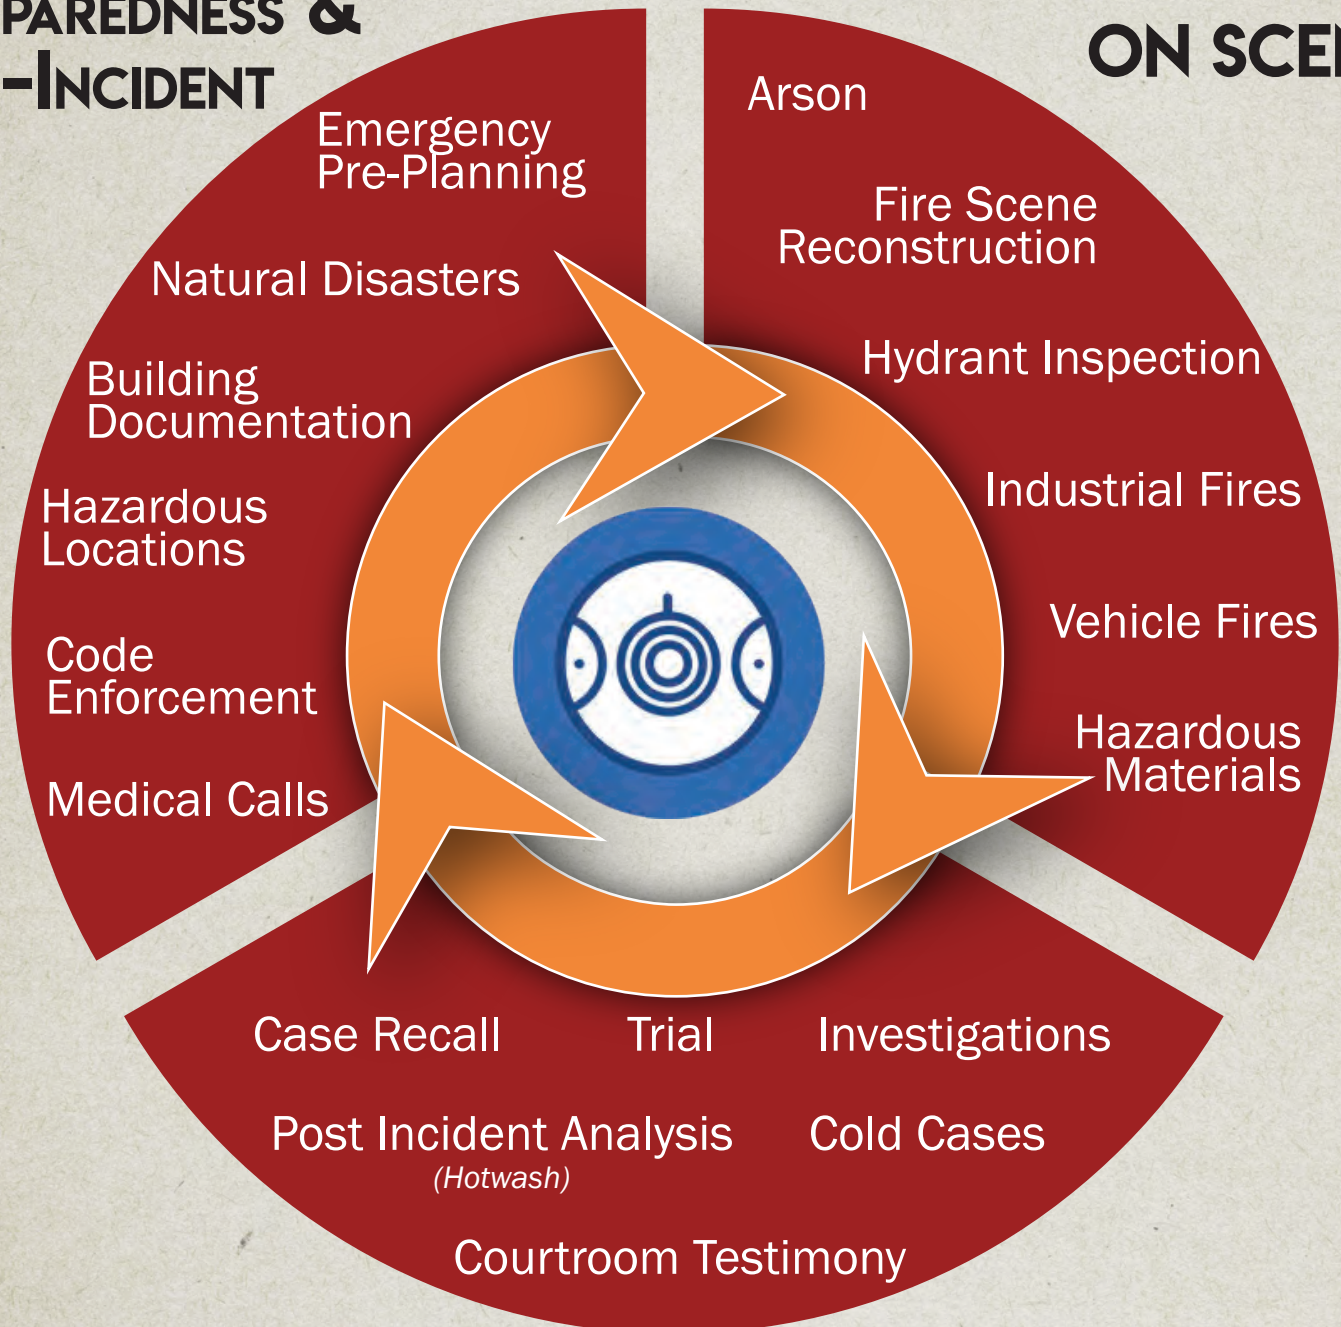 PAREDNESS &
-INCIDENT
ON SCEN
Emergency
Pre-Planning
Natural Disasters
Building
Documentation
Hazardous
Locations
Code
Enforcement
Medical Calls
Arson
Fire Scene
Reconstruction
Hydrant Inspection
Industrial Fires
Vehicle Fires
Hazardous
Materials
Case Recall Trial Investigations
Post Incident Analysis Cold Cases
(Hotwash)
Courtroom Testimony